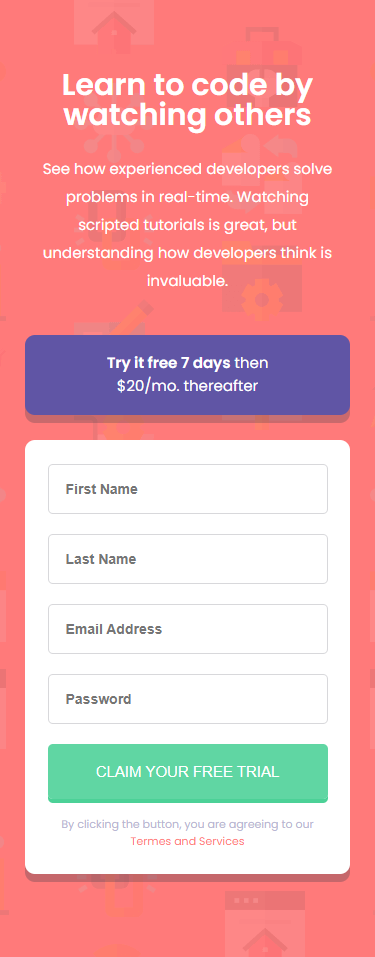 Learn to code by
watching others
See how experienced developers solve
problems in real-time. Watching
scripted tutorials is great, but
understanding how developers think is
invaluable.
Try it free 7 days then
$20/mo. thereafter
First Name
Last Name
Email Address
Password
CLAIM YOUR FREE TRIAL
By clicking the button, you are agreeing to our
Termes and Services